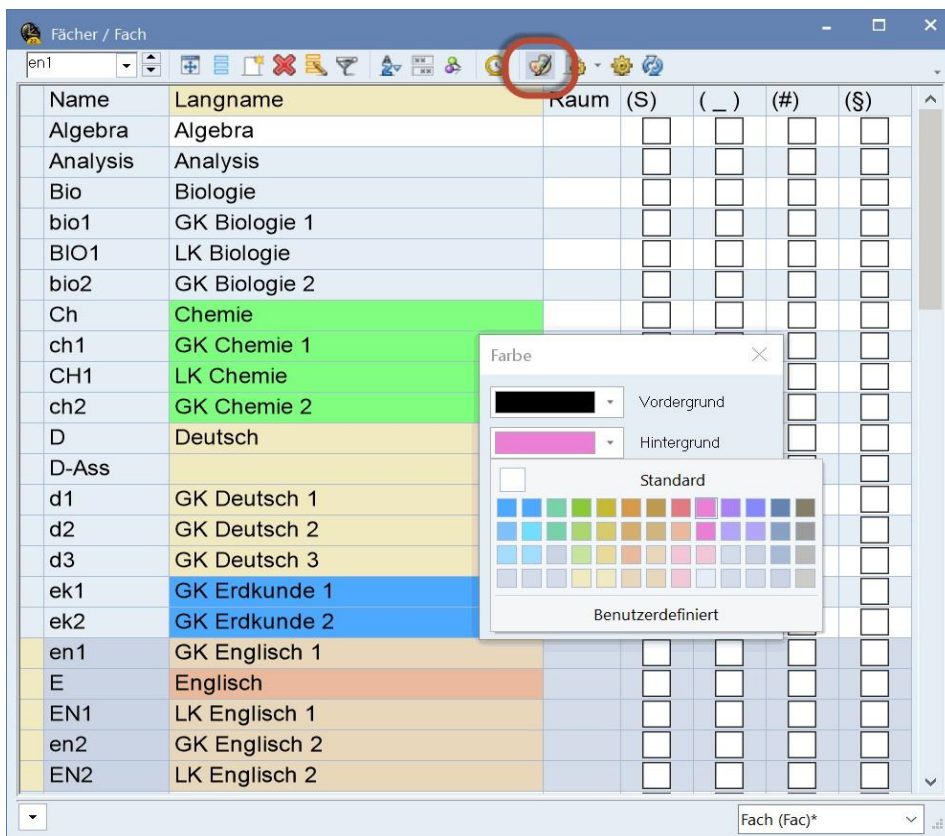 Fächer / Fach
en1
Name Langname Raum (S) ( _ ) (#) (§)
Algebra Algebra
Analysis Analysis
Bio Biologie
bio1 GK Biologie 1
BIO1 LK Biologie
bio2 GK Biologie 2
Ch Chemie
ch1 GK Chemie 1
CH1 LK Chemie
ch2 GK Chemie 2
D Deutsch
D-Ass
d1 GK Deutsch 1
d2 GK Deutsch 2
d3 GK Deutsch 3
ek1 GK Erdkunde 1
ek2 GK Erdkunde 2
en1 GK Englisch 1
E Englisch
EN1 LK Englisch 1
en2 GK Englisch 2
EN2 LK Englisch 2
Farbe
Vordergrund
Hintergrund
Standard
Benutzerdefiniert
Fach (Fac)*